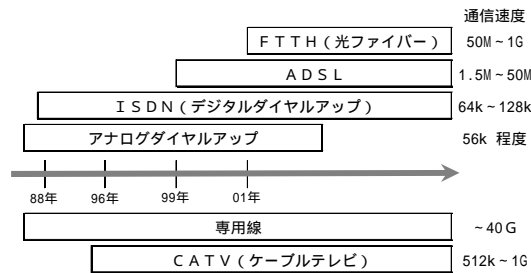 通信速度
ＦＴＴＨ（光ファイバー） 50M～1G
ＡＤＳＬ 1.5M～50M
ＩＳＤＮ（デジタルダイヤルアップ） 64k～128k
アナログダイヤルアップ 56k 程度
88年 96年 99年 01年
専用線 ～40Ｇ
ＣＡＴＶ（ケーブルテレビ） 512k～1G